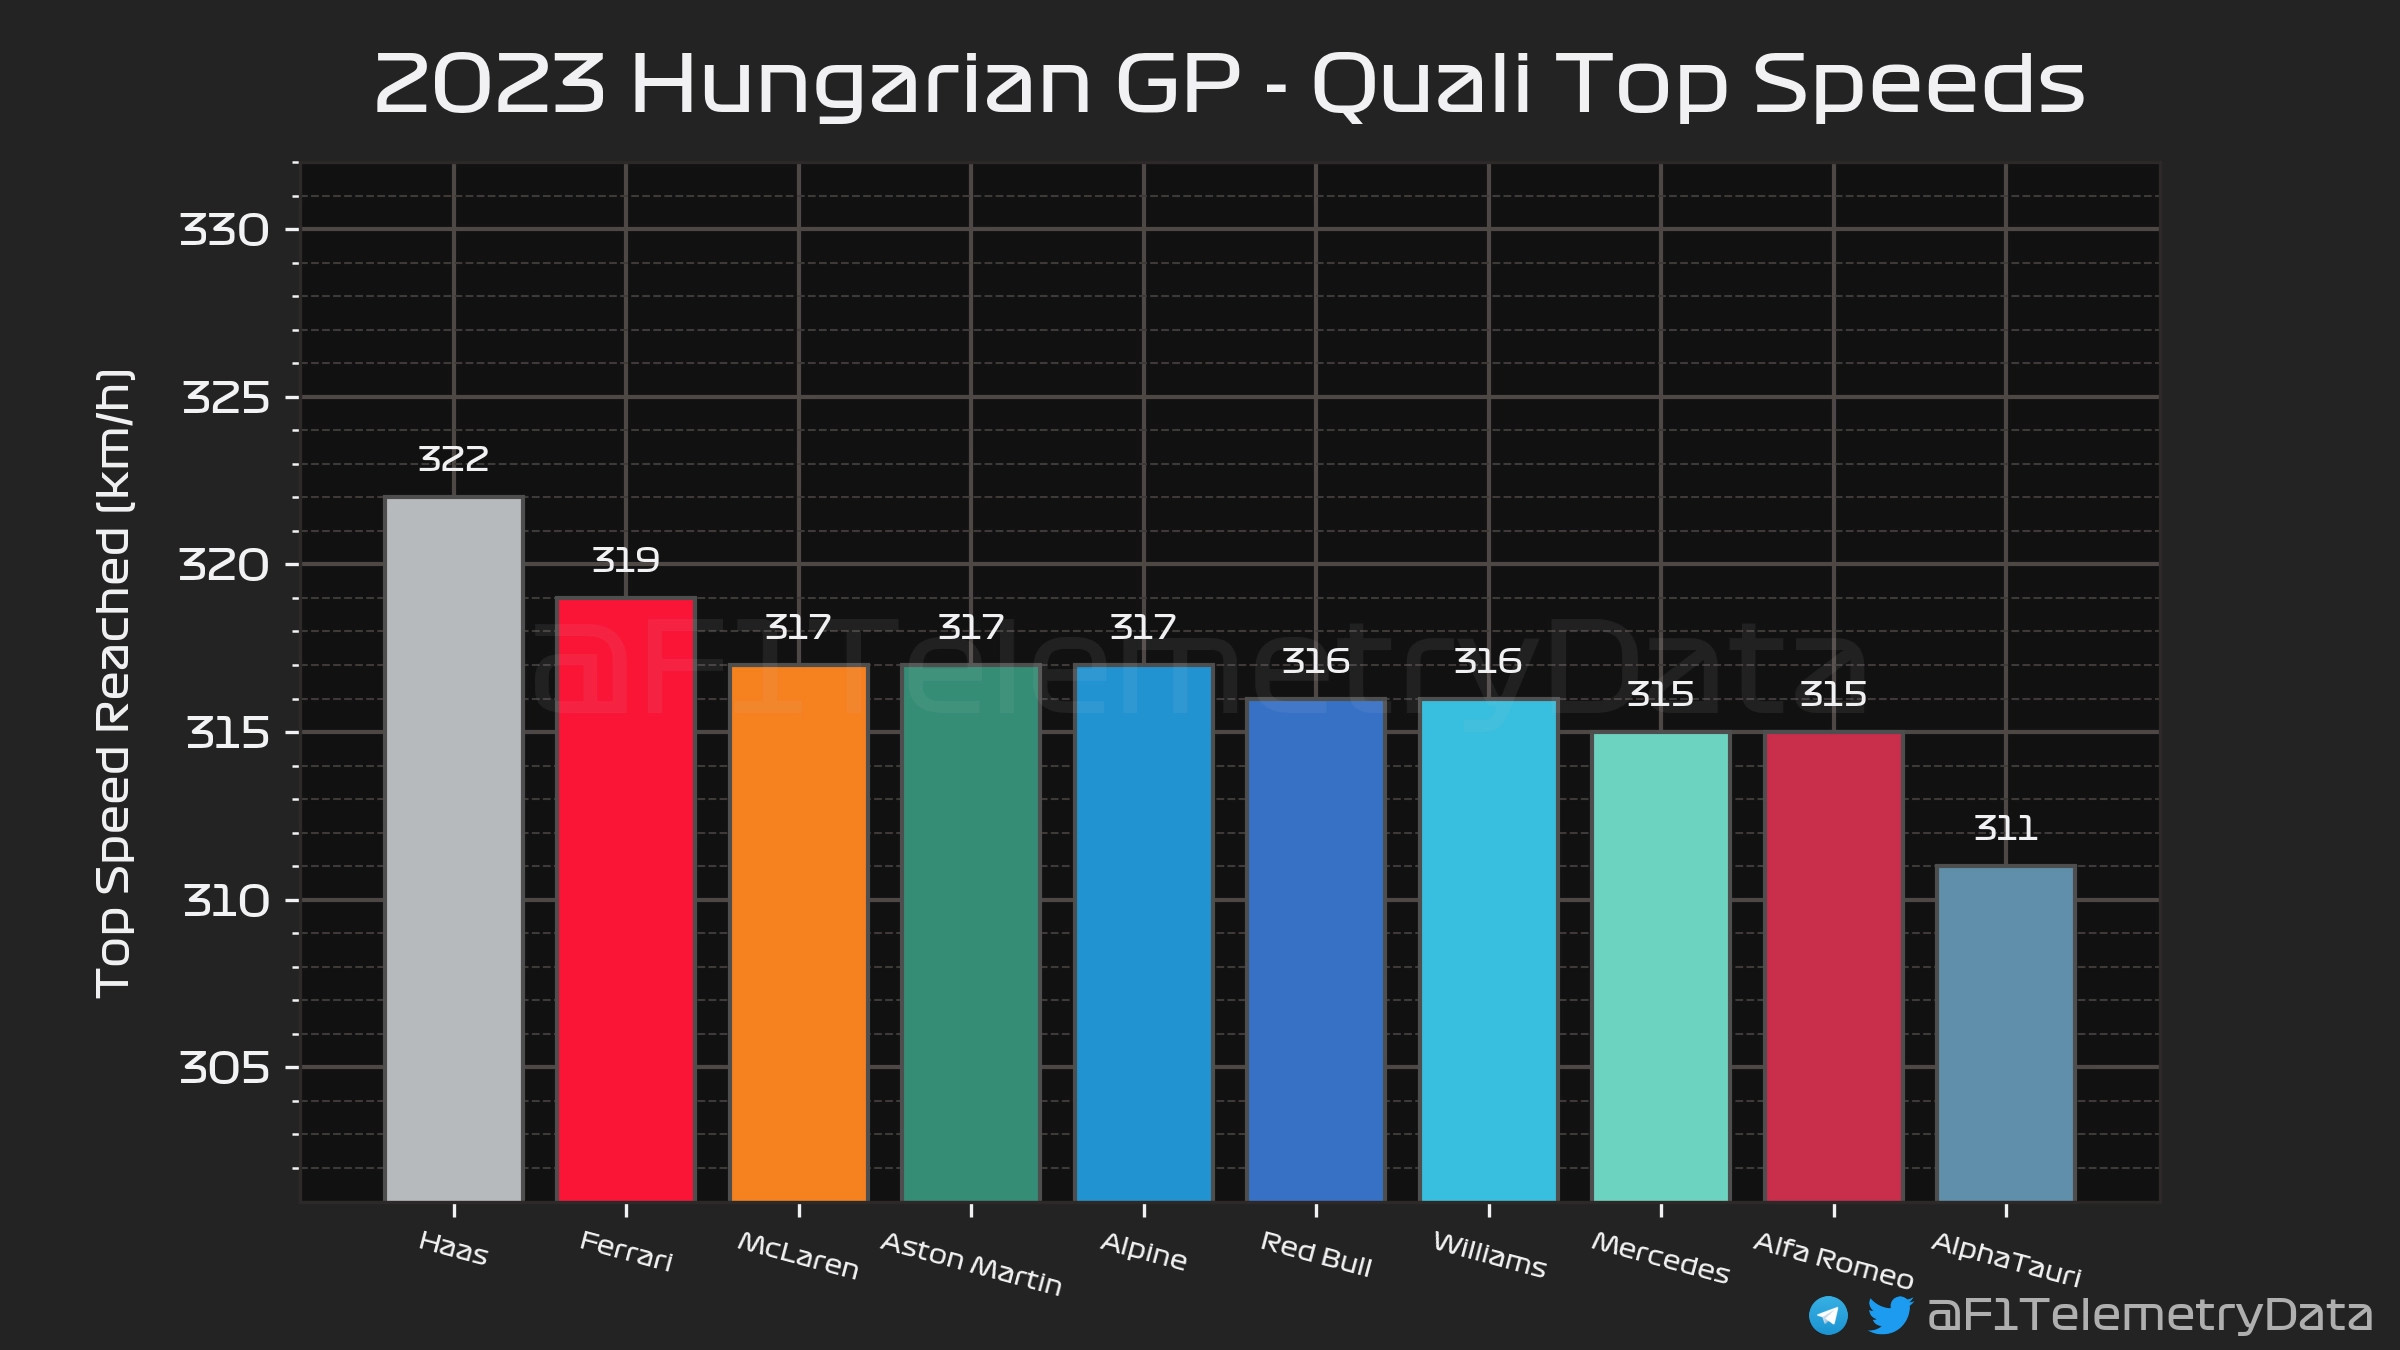 2023 Hungarian GP - Quali Top Speeds
Top Speed Reached (km/h)
330
325
320
315
310
305
322
319
317
317
317
316
316
315
315
311
@F1TelemetryData
Haas
Ferrari
McLaren
Aston Martin
Alpine
Red Bull
Williams
Mercedes
Alfa Romeo
AlphaTauri
@F1TelemetryData